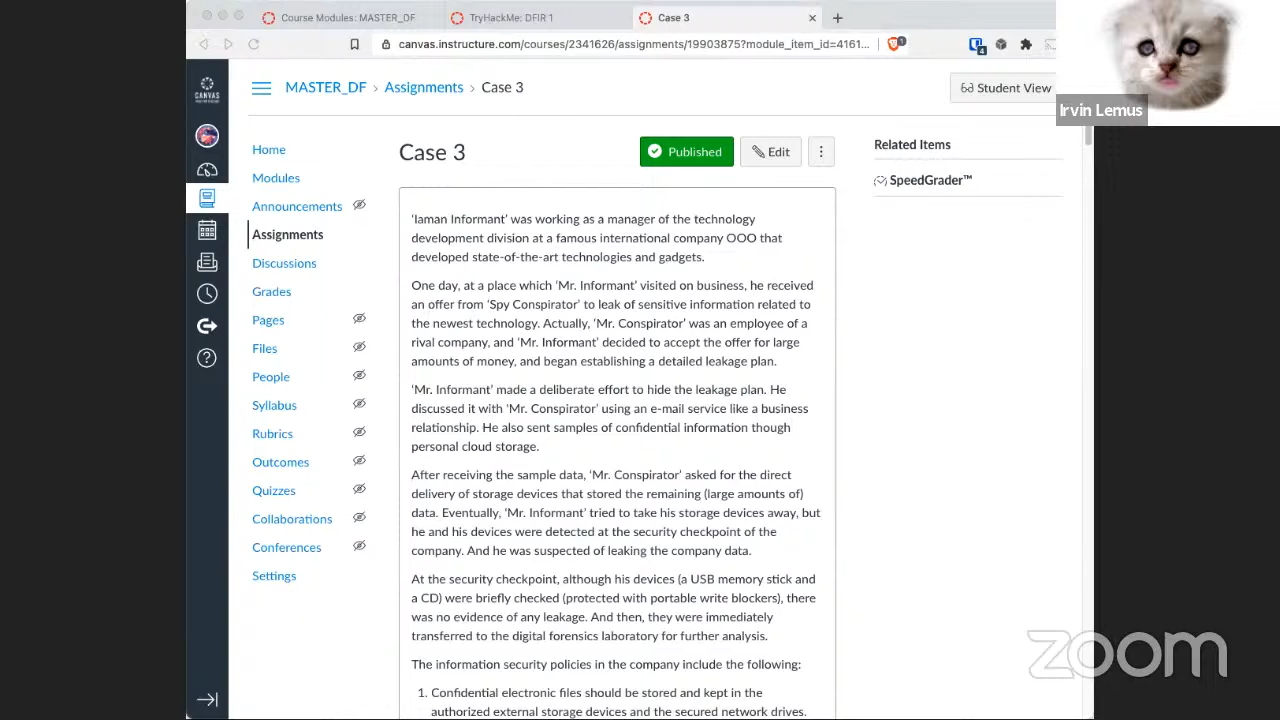 Course Modules: MASTER_DF
TryHackMe: DFIR 1
Case 3
canvas.instructure.com/courses/2341626/assignments/19903875?module_item_id=4161...
1
4
Irvin Lemus
CANVAS
MASTER_DF › Assignments › Case 3
Student View
Home
Modules
Announcements
Assignments
Discussions
Grades
Pages
Files
People
Syllabus
Rubrics
Outcomes
Quizzes
Collaborations
Conferences
Settings
Case 3
Published
Edit
Related Items
SpeedGrader™
‘Iaman Informant’ was working as a manager of the technology
development division at a famous international company OOO that
developed state-of-the-art technologies and gadgets.
One day, at a place which ‘Mr. Informant’ visited on business, he received
an offer from ‘Spy Conspirator’ to leak of sensitive information related to
the newest technology. Actually, ‘Mr. Conspirator’ was an employee of a
rival company, and ‘Mr. Informant’ decided to accept the offer for large
amounts of money, and began establishing a detailed leakage plan.
‘Mr. Informant’ made a deliberate effort to hide the leakage plan. He
discussed it with ‘Mr. Conspirator’ using an e-mail service like a business
relationship. He also sent samples of confidential information though
personal cloud storage.
After receiving the sample data, ‘Mr. Conspirator’ asked for the direct
delivery of storage devices that stored the remaining (large amounts of)
data. Eventually, ‘Mr. Informant’ tried to take his storage devices away, but
he and his devices were detected at the security checkpoint of the
company. And he was suspected of leaking the company data.
At the security checkpoint, although his devices (a USB memory stick and
a CD) were briefly checked (protected with portable write blockers), there
was no evidence of any leakage. And then, they were immediately
transferred to the digital forensics laboratory for further analysis.
The information security policies in the company include the following:
1. Confidential electronic files should be stored and kept in the
authorized external storage devices and the secured network drives.
zoom